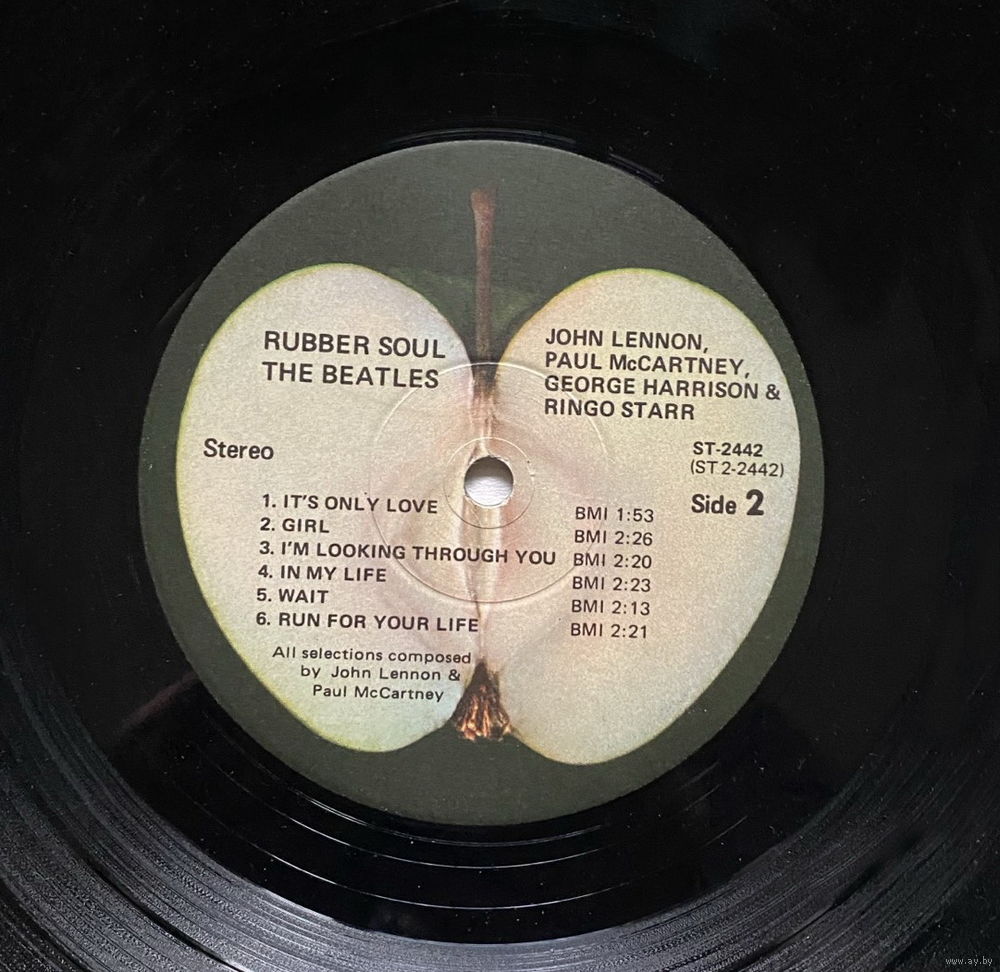 RUBBER SOUL
THE BEATLES
JOHN LENNON,
PAUL McCARTNEY,
GEORGE HARRISON &
RINGO STARR
Stereo
ST-2442
(ST 2-2442)
Side 2
1. IT'S ONLY LOVE BMI 1:53
2. GIRL BMI 2:26
3. I'M LOOKING THROUGH YOU BMI 2:20
4. IN MY LIFE BMI 2:23
5. WAIT BMI 2:13
6. RUN FOR YOUR LIFE BMI 2:21
All selections composed
by John Lennon &
Paul McCartney
www.ay.by